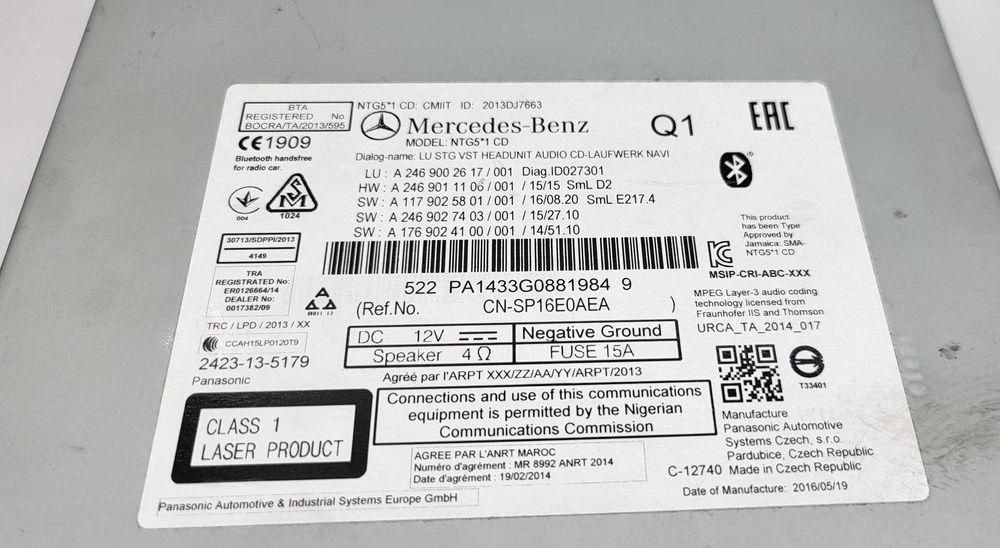 BTA
REGISTERED No
BOCRA/TA/2013/595
CE 1909
Bluetooth handsfree
for radio car.
004
1024
30713/SDPPI/2013
4149
TRA
REGISTRATED No:
ER0126664/14
DEALER No:
0017382/09
H011 13
TRC / LPD / 2013 / XX
CCAH15LP0120T9
2423-13-5179
Panasonic
NTG5*1 CD: CMIIT ID: 2013DJ7663
Mercedes-Benz
MODEL: NTG5*1 CD
Q1
EAC
Dialog-name: LU STG VST HEADUNIT AUDIO CD-LAUFWERK NAVI
LU : A 246 900 26 17 / 001 Diag.ID027301
HW : A 246 901 11 06 / 001 / 15/15 SmL D2
SW : A 117 902 58 01 / 001 / 16/08.20 SmL E217.4
SW : A 246 902 74 03 / 001 / 15/27.10
SW : A 176 902 41 00 / 001 / 14/51.10
522 PA1433G0881984 9
(Ref.No. CN-SP16E0AEA )
DC 12V Negative Ground
Speaker 4 Ω FUSE 15A
Agréé par l'ARPT XXX/ZZ/AA/YY/ARPT/2013
Connections and use of this communications
equipment is permitted by the Nigerian
Communications Commission
AGREE PAR L'ANRT MAROC
Numéro d'agrément : MR 8992 ANRT 2014
Date d'agrément : 19/02/2014
CLASS 1
LASER PRODUCT
Panasonic Automotive & Industrial Systems Europe GmbH
This product
has been Type
Approved by
Jamaica: SMA-
NTG5*1 CD
MSIP-CRI-ABC-XXX
MPEG Layer-3 audio coding
technology licensed from
Fraunhofer IIS and Thomson
URCA_TA_2014_017
T33401
Manufacture
Panasonic Automotive
Systems Czech, s.r.o.
Pardubice, Czech Republic
C-12740 Made in Czech Republic
Date of Manufacture: 2016/05/19